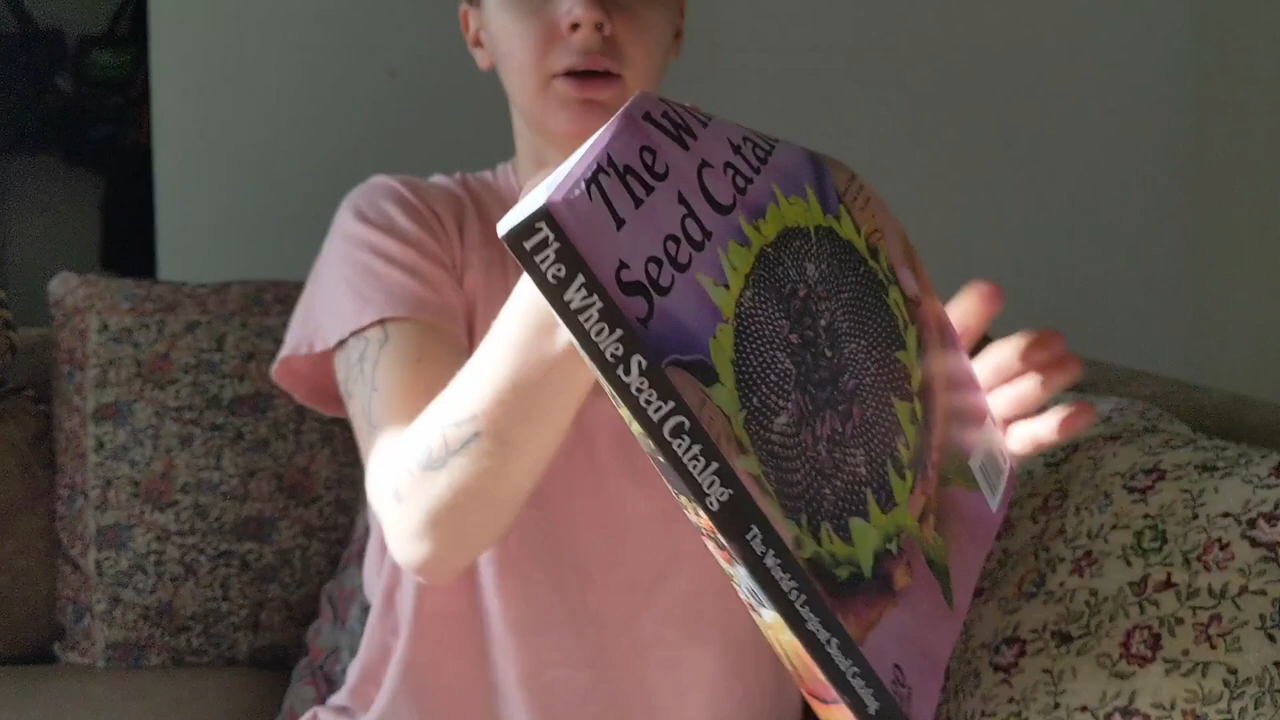 The Wh
Seed Catal
The Whole Seed Catalog
The World's Largest Seed Catalog